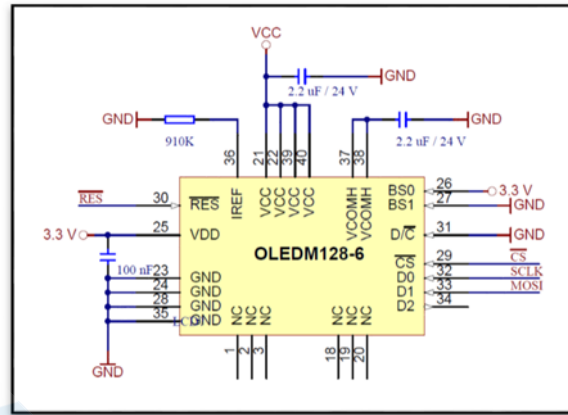 VCC
2.2 uF / 24 V
GND
GND
910K
2.2 uF / 24 V
GND
36
21
22
39
40
37
38
IREF
VCC
VCC
VCC
VCC
VCOMH
VCOMH
RES
30
RES
3.3 V
25
VDD
100 nF
23
GND
24
GND
28
GND
35
GND
GND
OLEDM128-6
BS0
26
3.3 V
BS1
27
GND
D/C
31
GND
CS
29
CS
D0
32
SCLK
D1
33
MOSI
D2
34
NC
NC
NC
NC
NC
NC
1
2
3
18
19
20